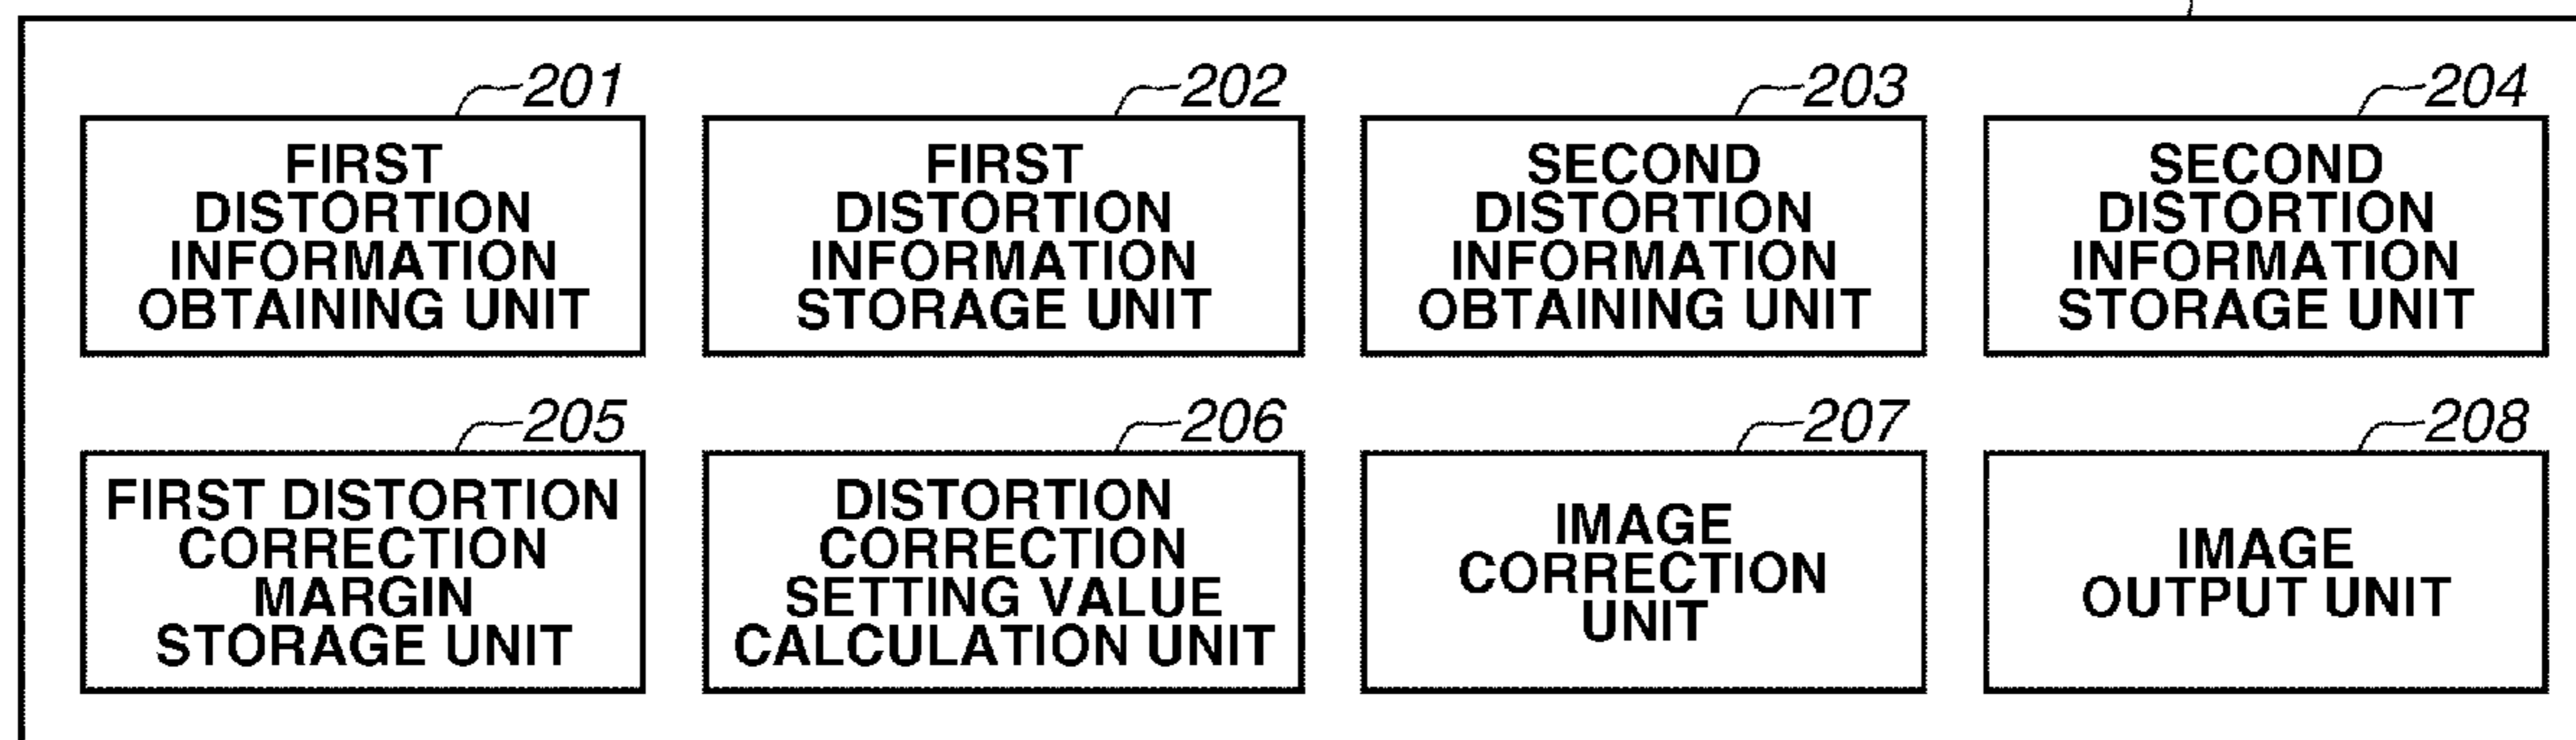 201
FIRST
DISTORTION
INFORMATION
OBTAINING UNIT
202
FIRST
DISTORTION
INFORMATION
STORAGE UNIT
203
SECOND
DISTORTION
INFORMATION
OBTAINING UNIT
204
SECOND
DISTORTION
INFORMATION
STORAGE UNIT
205
FIRST DISTORTION
CORRECTION
MARGIN
STORAGE UNIT
206
DISTORTION
CORRECTION
SETTING VALUE
CALCULATION UNIT
207
IMAGE
CORRECTION
UNIT
208
IMAGE
OUTPUT UNIT